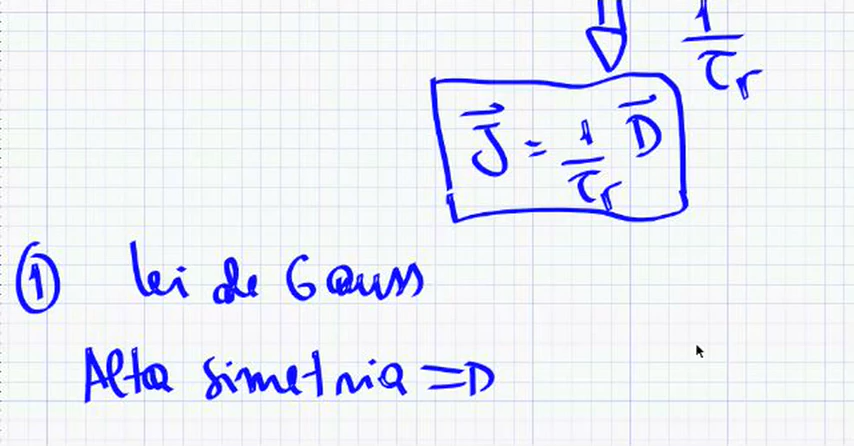 1/τr
J⃗ = 1/τr D⃗
① Lei de Gauss
Alta simetria ⇒